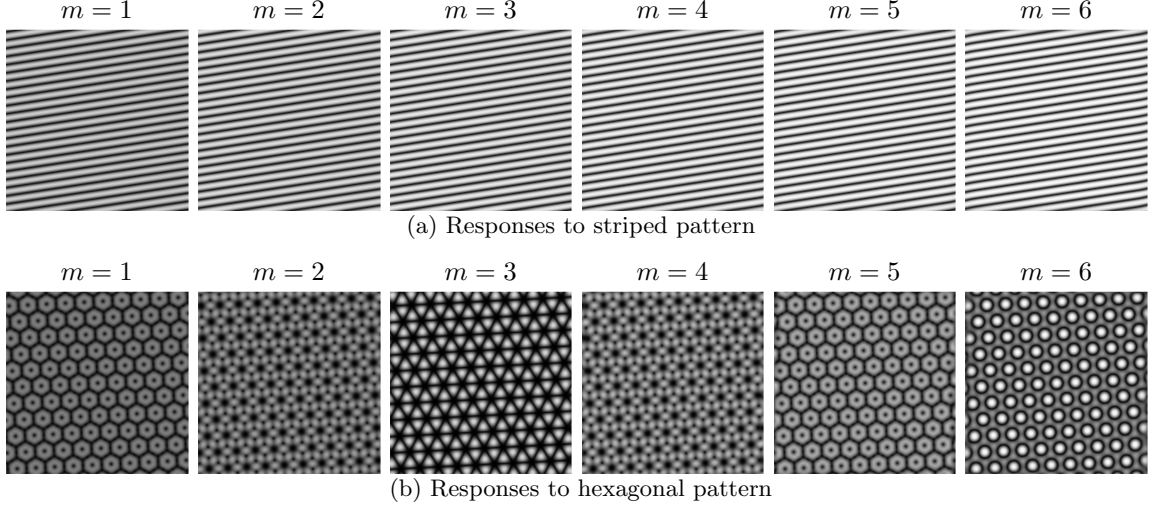 m = 1 m = 2 m = 3 m = 4 m = 5 m = 6
(a) Responses to striped pattern
m = 1 m = 2 m = 3 m = 4 m = 5 m = 6
(b) Responses to hexagonal pattern